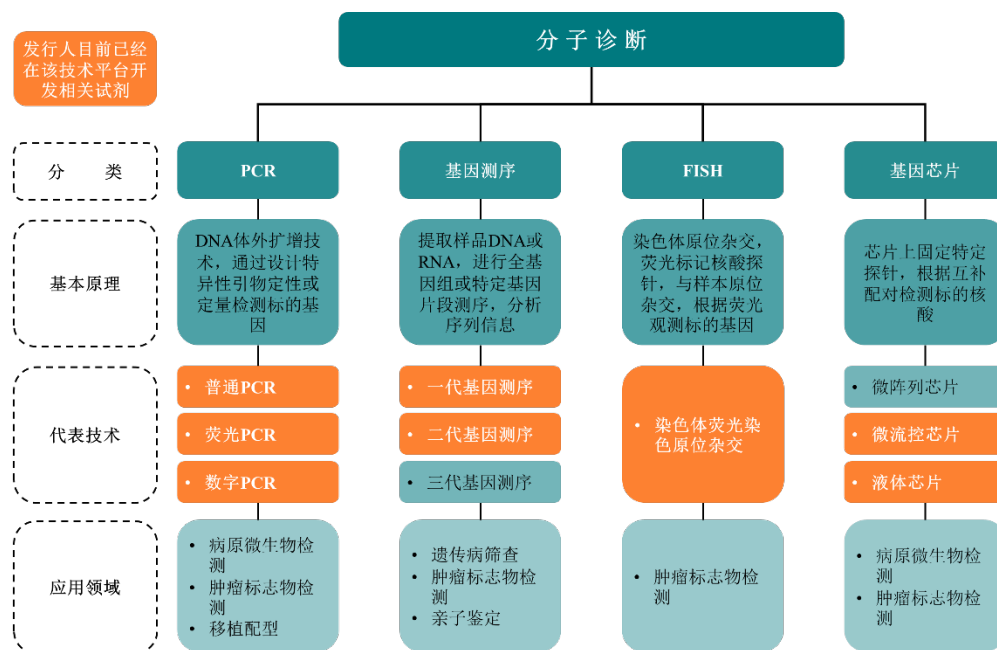 分子诊断
发行人目前已经
在该技术平台开
发相关试剂
分 类
PCR
基因测序
FISH
基因芯片
基本原理
DNA体外扩增技
术，通过设计特
异性引物定性或
定量检测标的基
因
提取样品DNA或
RNA，进行全基
因组或特定基因
片段测序，分析
序列信息
染色体原位杂交，
荧光标记核酸探
针，与样本原位
杂交，根据荧光
观测标的基因
芯片上固定特定
探针，根据互补
配对检测标的核
酸
代表技术
• 普通PCR
• 荧光PCR
• 数字PCR
• 一代基因测序
• 二代基因测序
• 三代基因测序
• 染色体荧光染
色原位杂交
• 微阵列芯片
• 微流控芯片
• 液体芯片
应用领域
• 病原微生物检
测
• 肿瘤标志物检
测
• 移植配型
• 遗传病筛查
• 肿瘤标志物检
测
• 亲子鉴定
• 肿瘤标志物检
测
• 病原微生物检
测
• 肿瘤标志物检
测